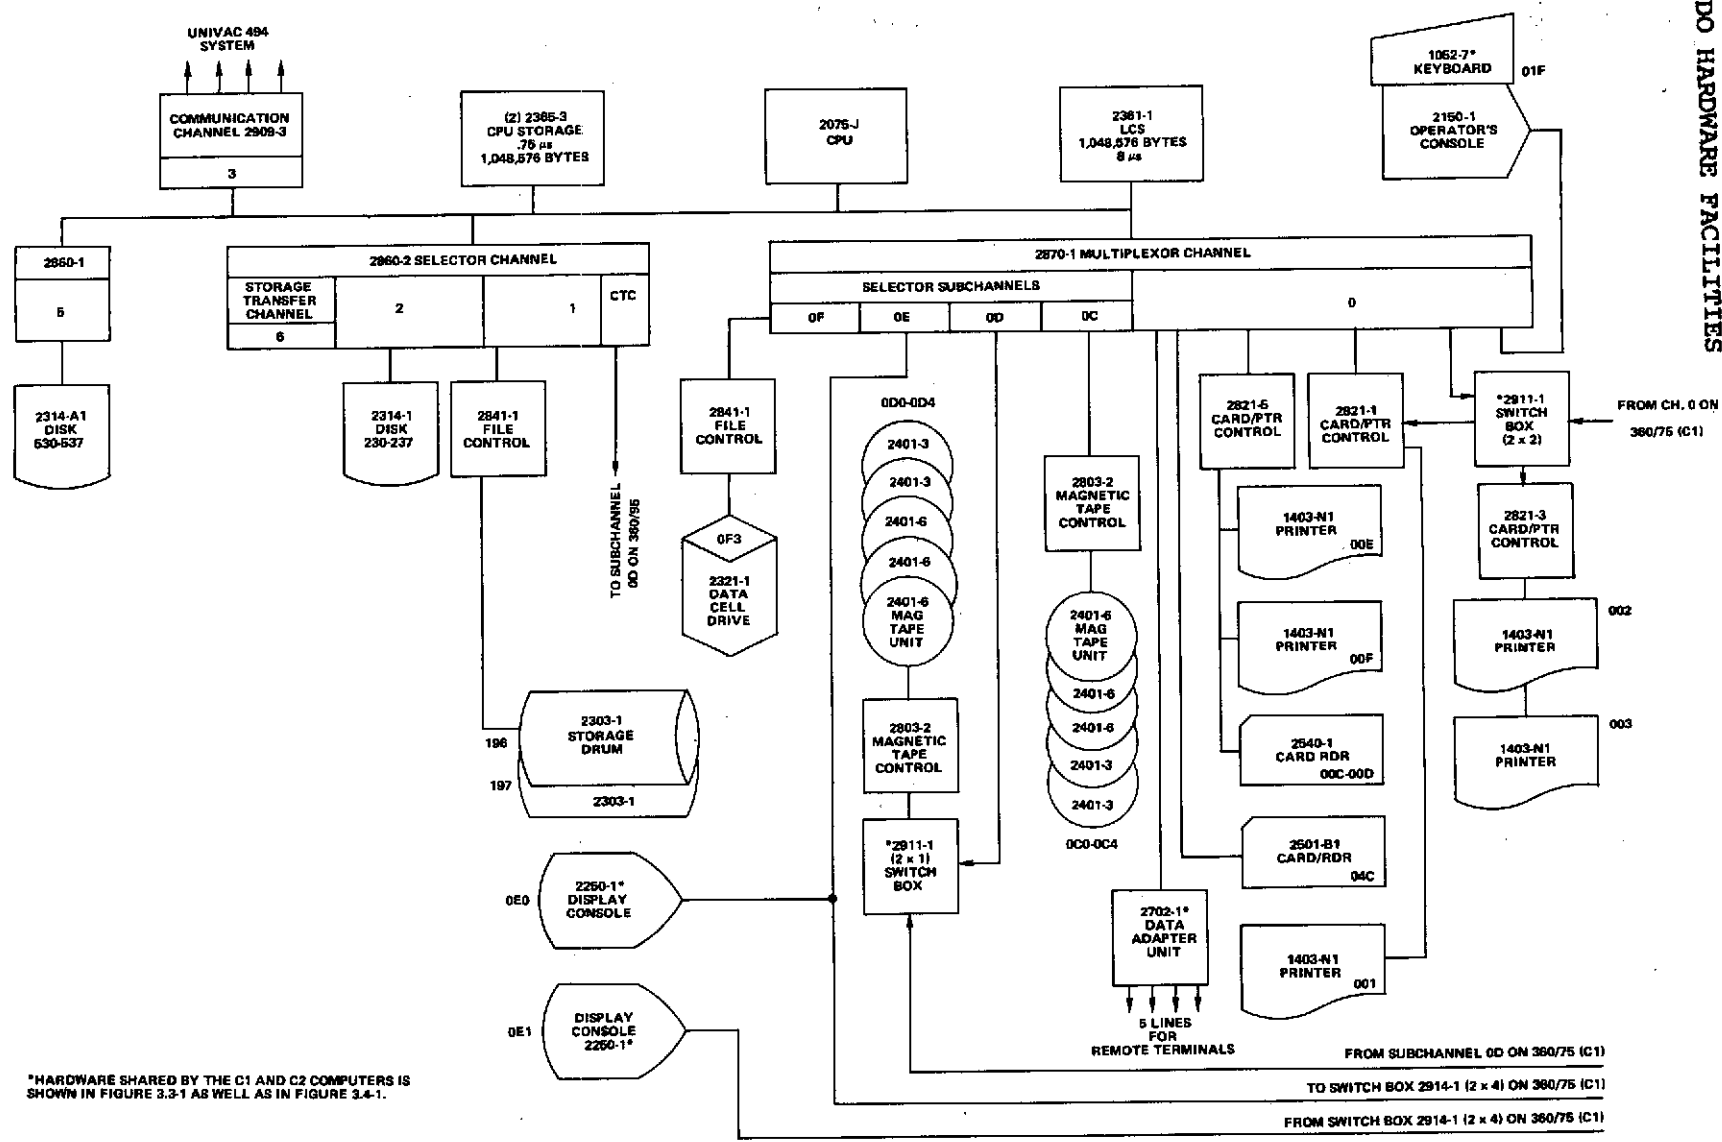 DO HARDWARE FACILITIES
UNIVAC 494
SYSTEM
COMMUNICATION
CHANNEL 2909-3
3
(2) 2365-3
CPU STORAGE
.75 µs
1,048,576 BYTES
2075-J
CPU
2361-1
LCS
1,048,576 BYTES
8 µs
1052-7*
KEYBOARD
01F
2150-1
OPERATOR'S
CONSOLE
2860-1
5
2860-2 SELECTOR CHANNEL
STORAGE
TRANSFER
CHANNEL
6
2
1
CTC
2870-1 MULTIPLEXOR CHANNEL
SELECTOR SUBCHANNELS
0F
0E
0D
0C
0
2314-A1
DISK
530-537
2314-1
DISK
230-237
2841-1
FILE
CONTROL
TO SUBCHANNEL
0D ON 360/95
2841-1
FILE
CONTROL
0F3
2321-1
DATA
CELL
DRIVE
0D0-0D4
2401-3
2401-3
2401-6
2401-6
2401-6
MAG
TAPE
UNIT
2803-2
MAGNETIC
TAPE
CONTROL
*2911-1
(2 x 1)
SWITCH
BOX
2803-2
MAGNETIC
TAPE
CONTROL
2401-6
MAG
TAPE
UNIT
2401-6
2401-6
2401-3
2401-3
0C0-0C4
2821-5
CARD/PTR
CONTROL
2821-1
CARD/PTR
CONTROL
*2911-1
SWITCH
BOX
(2 x 2)
FROM CH, 0 ON
360/75 (C1)
1403-N1
PRINTER
00E
1403-N1
PRINTER
00F
2540-1
CARD RDR
00C-00D
2501-B1
CARD/RDR
04C
1403-N1
PRINTER
001
2821-3
CARD/PTR
CONTROL
002
1403-N1
PRINTER
003
1403-N1
PRINTER
196
2303-1
STORAGE
DRUM
197
2303-1
0E0
2250-1*
DISPLAY
CONSOLE
0E1
DISPLAY
CONSOLE
2250-1*
2702-1*
DATA
ADAPTER
UNIT
5 LINES
FOR
REMOTE TERMINALS
FROM SUBCHANNEL 0D ON 360/75 (C1)
TO SWITCH BOX 2914-1 (2 x 4) ON 360/75 (C1)
FROM SWITCH BOX 2914-1 (2 x 4) ON 360/75 (C1)
*HARDWARE SHARED BY THE C1 AND C2 COMPUTERS IS
SHOWN IN FIGURE 3.3-1 AS WELL AS IN FIGURE 3.4-1.